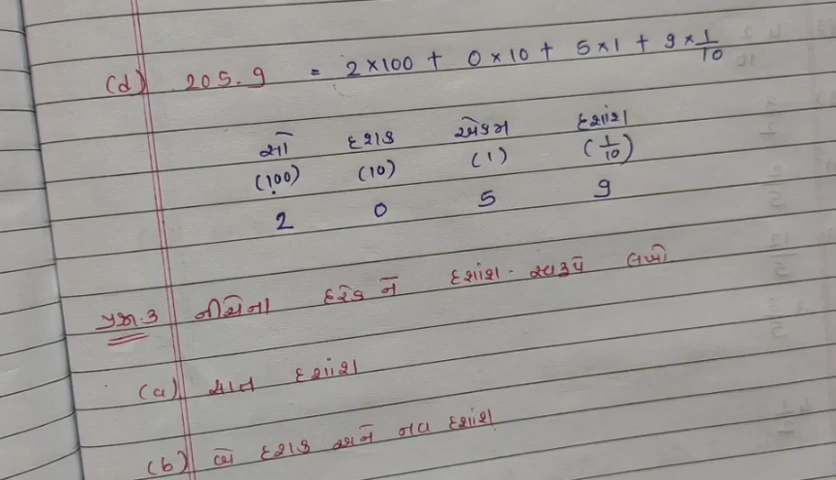 (d) 205.9 = 2×100 + 0×10 + 5×1 + 9×1/10
સો દશક એકમ દશાંશ
(100) (10) (1) (1/10)
2 0 5 9
પ્રશ્ન.3 નીચેના દરેક ને દશાંશ-સ્વરૂપે લખો
(a) સાત દશાંશ
(b) બે દશક અને નવ દશાંશ